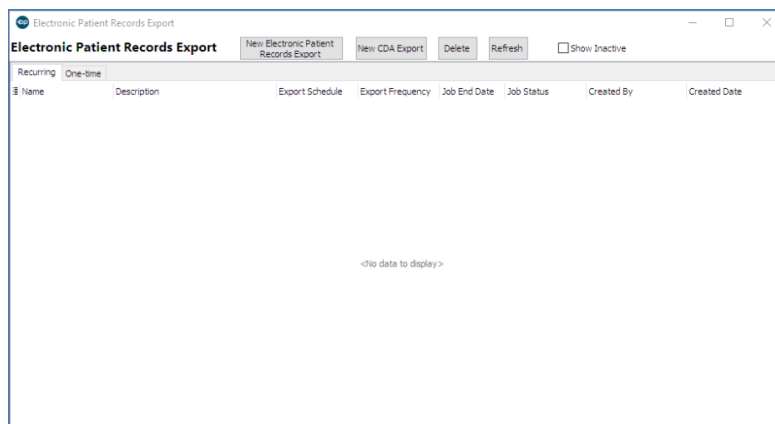 Electronic Patient Records Export
Electronic Patient Records Export
New Electronic Patient
Records Export
New CDA Export
Delete
Refresh
Show Inactive
Recurring
One-time
Name
Description
Export Schedule
Export Frequency
Job End Date
Job Status
Created By
Created Date
<No data to display>